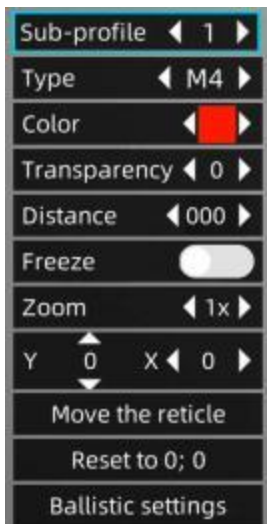 Sub-profile 1
Type M4
Color
Transparency 0
Distance 000
Freeze
Zoom 1x
Y 0 X 0
Move the reticle
Reset to 0; 0
Ballistic settings